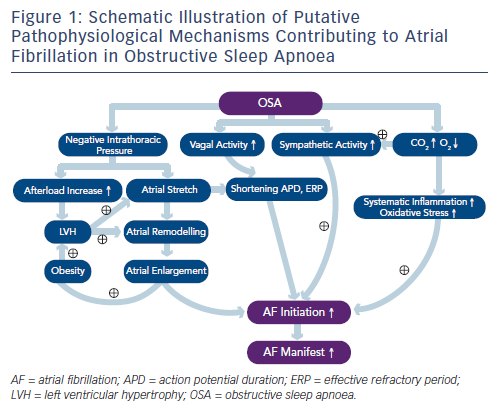 Figure 1: Schematic Illustration of Putative
Pathophysiological Mechanisms Contributing to Atrial
Fibrillation in Obstructive Sleep Apnoea
OSA
Negative Intrathoracic
Pressure
Vagal Activity ↑
Sympathetic Activity ↑
⊕
CO₂ ↑ O₂ ↓
Afterload Increase ↑
Atrial Stretch
Shortening APD, ERP
Systematic Inflammation ↑
Oxidative Stress ↑
⊕
LVH
⊕
Atrial Remodelling
⊕
⊕
Obesity
Atrial Enlargement
⊕
⊕
AF Initiation ↑
AF Manifest ↑
AF = atrial fibrillation; APD = action potential duration; ERP = effective refractory period;
LVH = left ventricular hypertrophy; OSA = obstructive sleep apnoea.